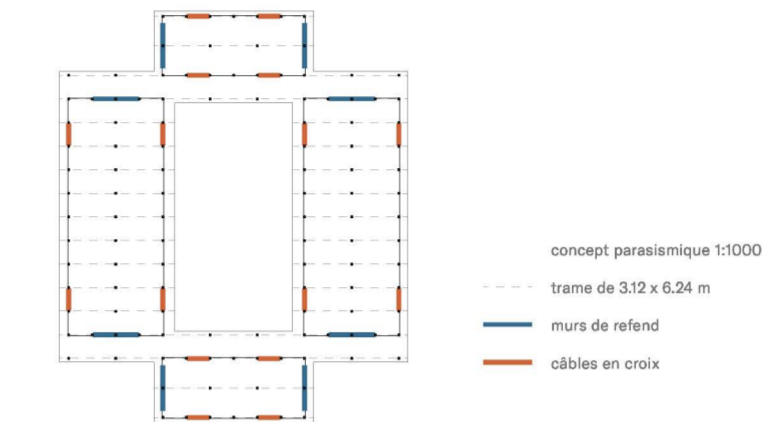 concept parasismique 1:1000
trame de 3.12 x 6.24 m
murs de refend
câbles en croix